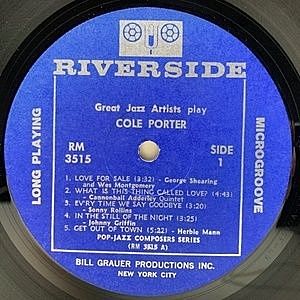 RIVERSIDE
Great Jazz Artists play
COLE PORTER
LONG PLAYING
MICROGROOVE
RM
3515
SIDE
1
1. LOVE FOR SALE (3:32) - George Shearing
and Wes Montgomery
2. WHAT IS THIS THING CALLED LOVE? (4:43)
- Cannonball Adderley Quintet
3. EV'RY TIME WE SAY GOODBYE (3:20)
- Sonny Rollins
4. IN THE STILL OF THE NIGHT (3:25)
- Johnny Griffin
5. GET OUT OF TOWN (5:22) - Herbie Mann
POP-JAZZ COMPOSERS SERIES
(RM 3515 A)
BILL GRAUER PRODUCTIONS INC.
NEW YORK CITY